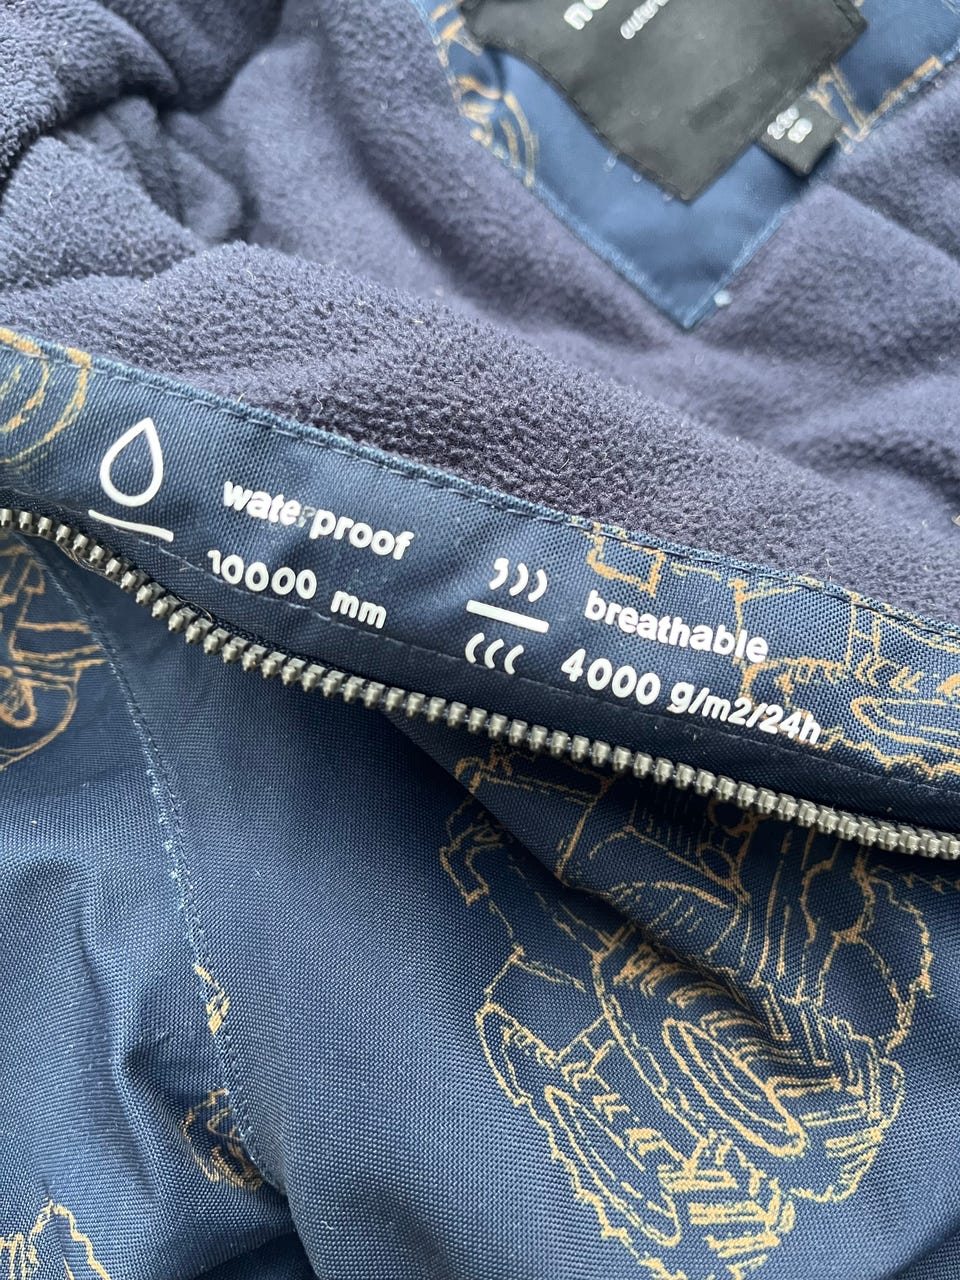 waterproof
10000 mm
breathable
4000 g/m2/24h